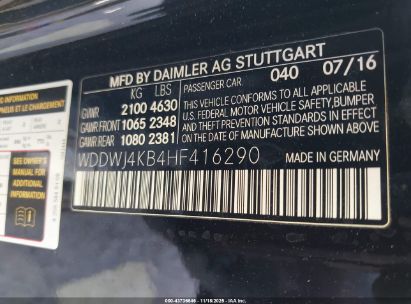 MFD BY DAIMLER AG STUTTGART
KG LBS PASSENGER CAR 040 07/16
GVWR 2100 4630
GAWR FRONT 1065 2348
GAWR REAR 1080 2381
THIS VEHICLE CONFORMS TO ALL APPLICABLE
U.S. FEDERAL MOTOR VEHICLE SAFETY, BUMPER
AND THEFT PREVENTION STANDARDS IN EFFECT
ON THE DATE OF MANUFACTURE SHOWN ABOVE.
WDDWJ4KB4HF416290 MADE IN GERMANY
SEE OWNER'S
MANUAL FOR
ADDITIONAL
INFORMATION